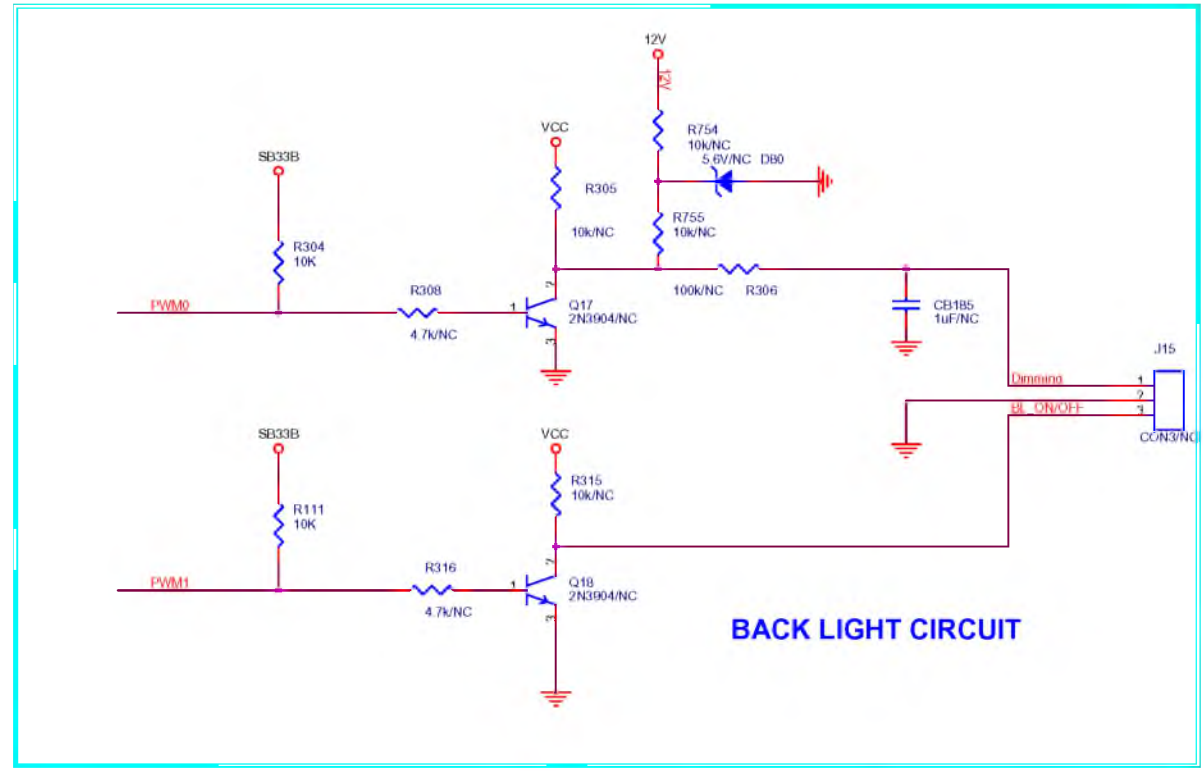 12V
12V
R754
10k/NC
5.6V/NC DB0
VCC
R305
10k/NC
SB33B
R304
10K
R755
10k/NC
100k/NC R306
PWM0
R308
4.7k/NC
1
2
3
Q17
2N3904/NC
CB185
1uF/NC
J15
Dimming
1
2
BL_ON/OFF
3
CON3/NC
SB33B
R111
10K
VCC
R315
10k/NC
PWM1
R316
4.7k/NC
1
2
3
Q18
2N3904/NC
BACK LIGHT CIRCUIT